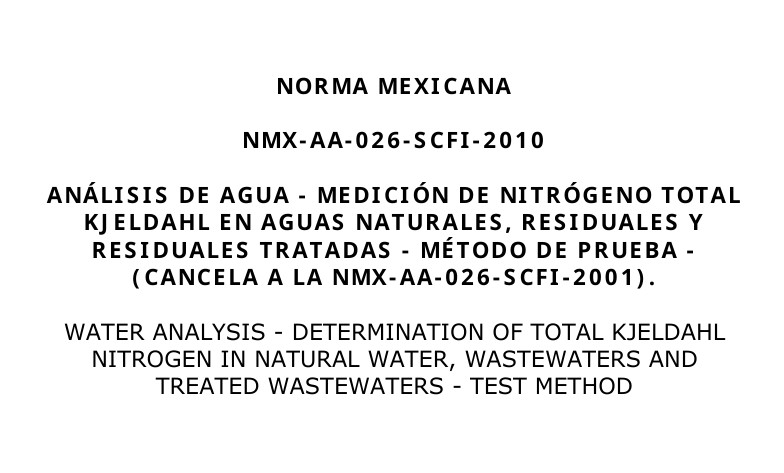 NORMA MEXICANA
NMX-AA-026-SCFI-2010
ANÁLISIS DE AGUA - MEDICIÓN DE NITRÓGENO TOTAL
KJELDAHL EN AGUAS NATURALES, RESIDUALES Y
RESIDUALES TRATADAS - MÉTODO DE PRUEBA -
(CANCELA A LA NMX-AA-026-SCFI-2001).
WATER ANALYSIS - DETERMINATION OF TOTAL KJELDAHL
NITROGEN IN NATURAL WATER, WASTEWATERS AND
TREATED WASTEWATERS - TEST METHOD